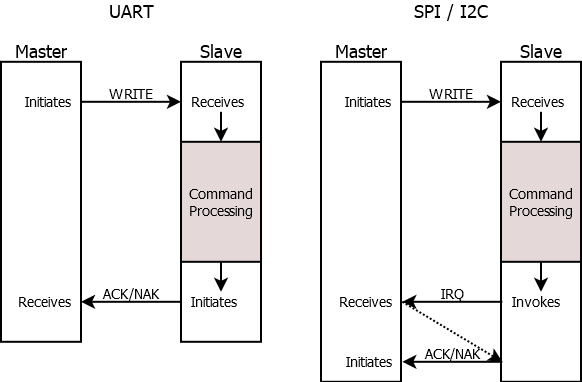 UART
SPI / I2C
Master
Slave
Master
Slave
Initiates
WRITE
Receives
Initiates
WRITE
Receives
Command
Processing
Command
Processing
Receives
ACK/NAK
Initiates
Receives
IRQ
Invokes
Initiates
ACK/NAK